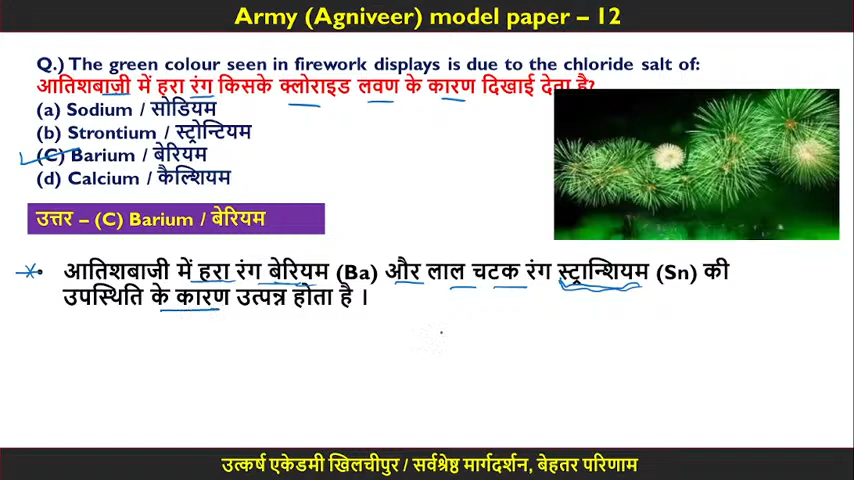 Army (Agniveer) model paper – 12
Q.) The green colour seen in firework displays is due to the chloride salt of:
आतिशबाजी में हरा रंग किसके क्लोराइड लवण के कारण दिखाई देता है?
(a) Sodium / सोडियम
(b) Strontium / स्ट्रोन्टियम
(C) Barium / बेरियम
(d) Calcium / कैल्शियम
उत्तर – (C) Barium / बेरियम
• आतिशबाजी में हरा रंग बेरियम (Ba) और लाल चटक रंग स्ट्रान्शियम (Sn) की
उपस्थिति के कारण उत्पन्न होता है ।
उत्कर्ष एकेडमी खिलचीपुर / सर्वश्रेष्ठ मार्गदर्शन, बेहतर परिणाम